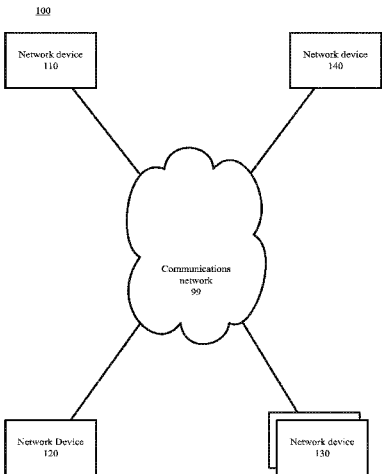 100
Network device
110
Network device
140
Communications
network
99
Network Device
120
Network device
130